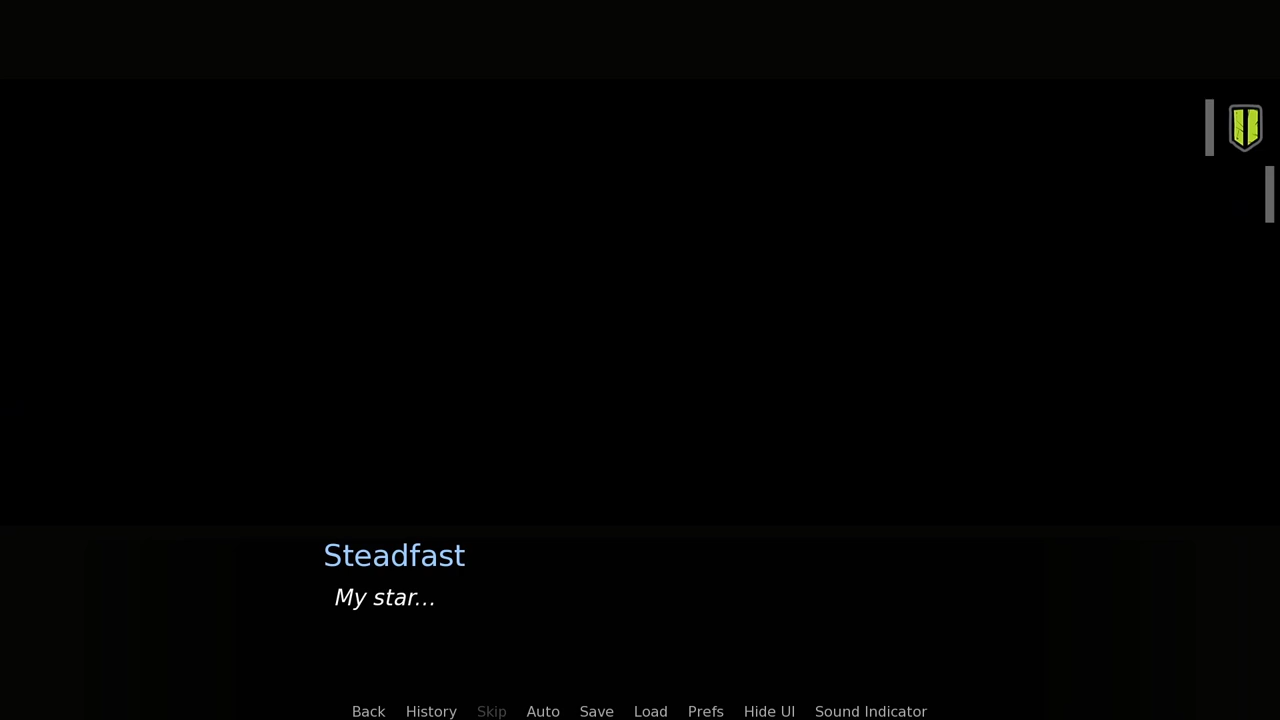 Steadfast
My star...
Back History Skip Auto Save Load Prefs Hide UI Sound Indicator